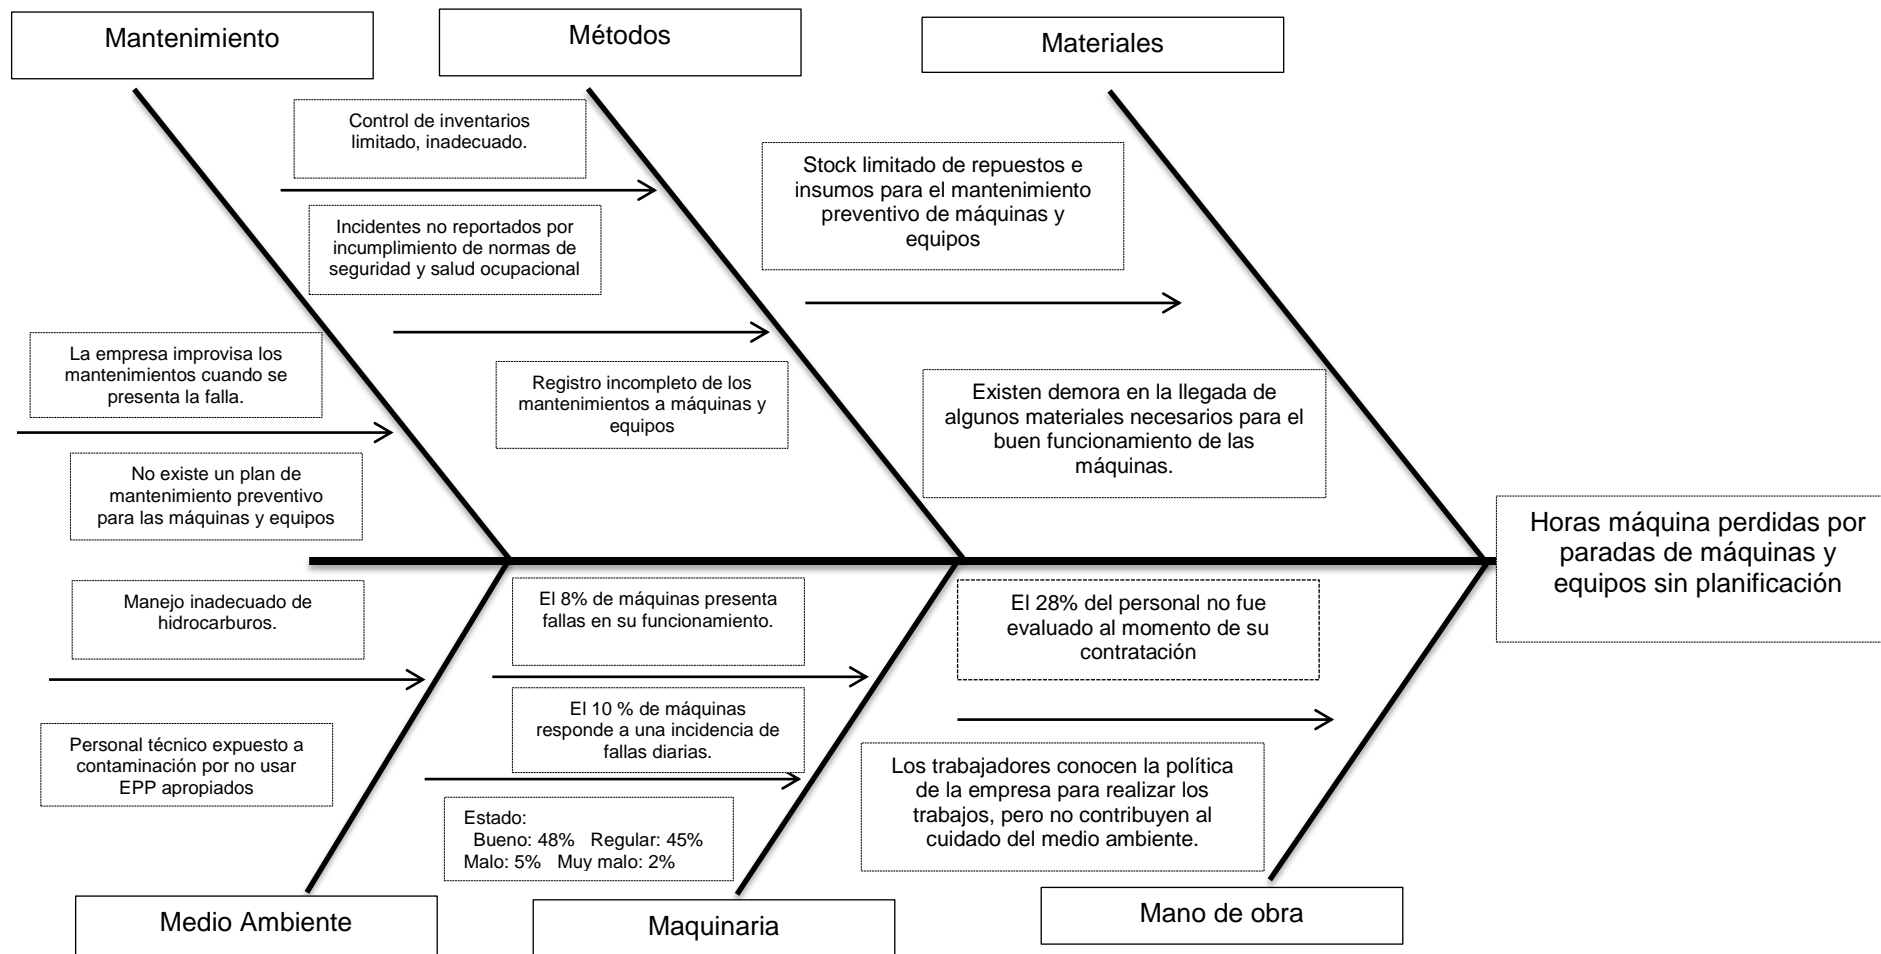 Mantenimiento
Métodos
Materiales
Control de inventarios
limitado, inadecuado.
Incidentes no reportados por
incumplimiento de normas de
seguridad y salud ocupacional
Stock limitado de repuestos e
insumos para el mantenimiento
preventivo de máquinas y
equipos
La empresa improvisa los
mantenimientos cuando se
presenta la falla.
Registro incompleto de los
mantenimientos a máquinas y
equipos
Existen demora en la llegada de
algunos materiales necesarios para el
buen funcionamiento de las
máquinas.
No existe un plan de
mantenimiento preventivo
para las máquinas y equipos
Horas máquina perdidas por
paradas de máquinas y
equipos sin planificación
Manejo inadecuado de
hidrocarburos.
El 8% de máquinas presenta
fallas en su funcionamiento.
El 28% del personal no fue
evaluado al momento de su
contratación
El 10 % de máquinas
responde a una incidencia de
fallas diarias.
Personal técnico expuesto a
contaminación por no usar
EPP apropiados
Los trabajadores conocen la política
de la empresa para realizar los
trabajos, pero no contribuyen al
cuidado del medio ambiente.
Estado:
Bueno: 48% Regular: 45%
Malo: 5% Muy malo: 2%
Medio Ambiente
Maquinaria
Mano de obra